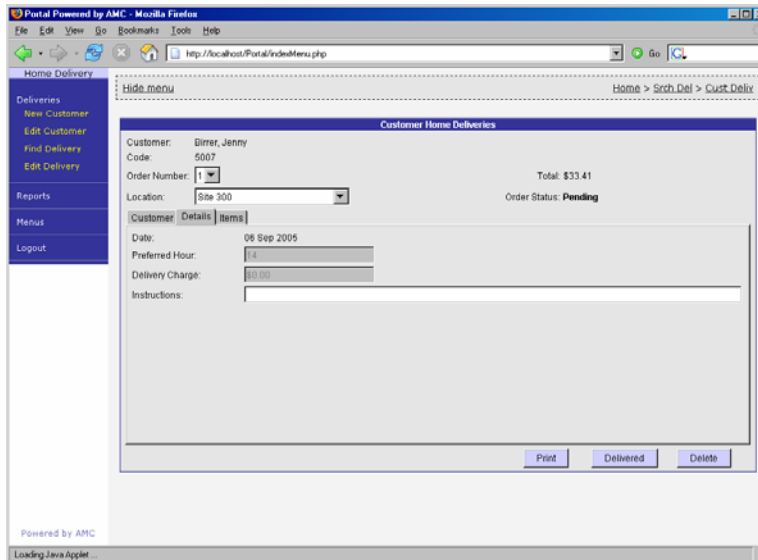 Portal Powered by AMC - Mozilla Firefox
File Edit View Go Bookmarks Tools Help
http://localhost/Portal/indexMenu.php
Go
Home Delivery
Hide menu
Home > Srch Del > Cust Deliv
Deliveries
New Customer
Edit Customer
Find Delivery
Edit Delivery
Reports
Menus
Logout
Customer Home Deliveries
Customer: Birrer, Jenny
Code: 5007
Order Number: 1
Total: $33.41
Location: Site 300
Order Status: Pending
Customer Details Items
Date: 06 Sep 2005
Preferred Hour: 14
Delivery Charge: $0.00
Instructions:
Print Delivered Delete
Powered by AMC
Loading Java Applet ...